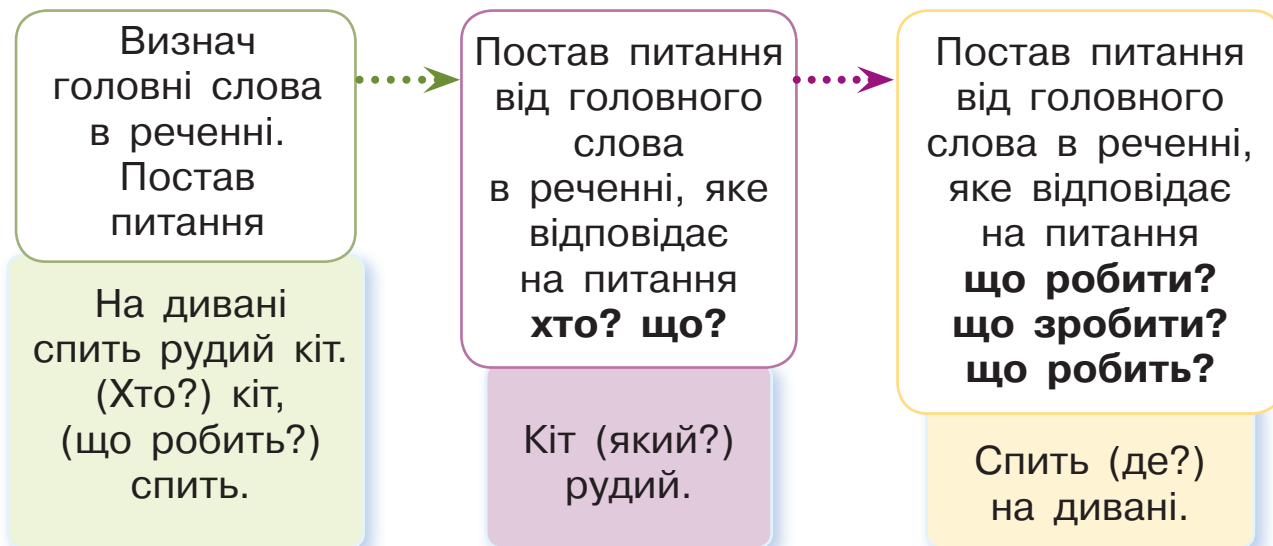 Визнач
головні слова
в реченні.
Постав
питання
На дивані
спить рудий кіт.
(Хто?) кіт,
(що робить?)
спить.
Постав питання
від головного
слова
в реченні, яке
відповідає
на питання
хто? що?
Кіт (який?)
рудий.
Постав питання
від головного
слова в реченні,
яке відповідає
на питання
що робити?
що зробити?
що робить?
Спить (де?)
на дивані.